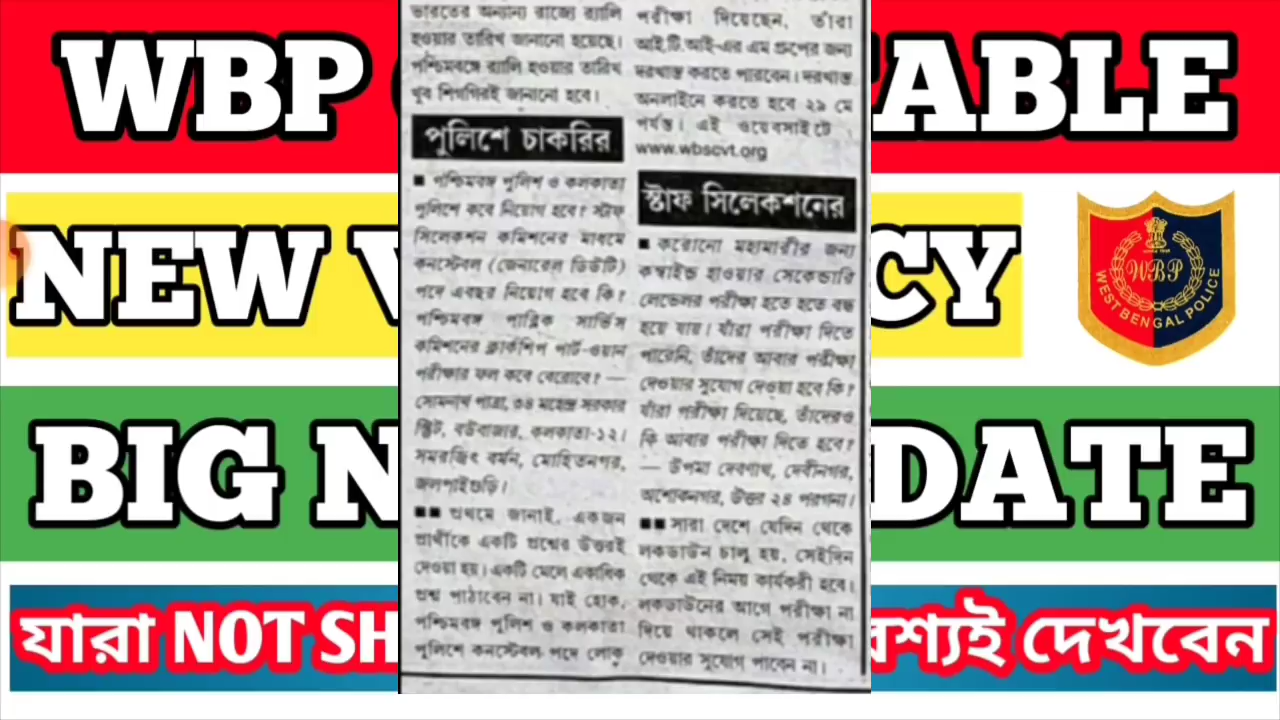 WBP
ABLE
NEW V
CY
WBP
WEST BENGAL POLICE
BIG N
DATE
যারা NOT SH
বশ্যই দেখবেন
ভারতের অন্যান্য রাজ্যে র‍্যালি
হওয়ার তারিখ জানানো হয়েছে।
পশ্চিমবঙ্গে র‍্যালি হওয়ার তারিখ
খুব শিগগিরই জানানো হবে।
পুলিশে চাকরির
■ পশ্চিমবঙ্গ পুলিশ ও কলকাতা
পুলিশে কবে নিয়োগ হবে? স্টাফ
সিলেকশন কমিশনের মাধ্যমে
কনস্টেবল (জেনারেল ডিউটি)
পদে এবছর নিয়োগ হবে কি?
পশ্চিমবঙ্গ পাব্লিক সার্ভিস
কমিশনের ক্লার্কশিপ পার্ট-ওয়ান
পরীক্ষার ফল কবে বেরোবে? —
সোমনাথ পাত্রা, ৩৪ মহেন্দ্র সরকার
স্ট্রিট, বউবাজার, কলকাতা-১২।
সমরজিৎ বর্মন, মোহিতনগর,
জলপাইগুড়ি।
■■ প্রথমে জানাই, একজন
প্রার্থীকে একটি প্রশ্নের উত্তরই
দেওয়া হয়। একটি মেলে একাধিক
প্রশ্ন পাঠাবেন না। যাই হোক,
পশ্চিমবঙ্গ পুলিশ ও কলকাতা
পুলিশে কনস্টেবল পদে লোক
পরীক্ষা দিয়েছেন, তাঁরা
আই.টি.আই-এর এম গ্রুপের জন্য
দরখাস্ত করতে পারবেন। দরখাস্ত
অনলাইনে করতে হবে ২৯ মে
পর্যন্ত। এই ওয়েবসাইটে
www.wbscvt.org
স্টাফ সিলেকশনের
■ করোনো মহামারীর জন্য
কম্বাইন্ড হাওয়ার সেকেন্ডারি
লেভেলর পরীক্ষা হতে হতে বন্ধ
হয়ে যায়। যাঁরা পরীক্ষা দিতে
পারেনি, তাঁদের আবার পরীক্ষা
দেওয়ার সুযোগ দেওয়া হবে কি?
যাঁরা পরীক্ষা দিয়েছে, তাঁদেরও
কি আবার পরীক্ষা দিতে হবে?
— উপমা দেবনাথ, দেবীনগর,
অশোকনগর, উত্তর ২৪ পরগনা।
■■ সারা দেশে যেদিন থেকে
লকডাউন চালু হয়, সেইদিন
থেকে এই নিময় কার্যকরী হবে।
লকডাউনের আগে পরীক্ষা না
দিয়ে থাকলে সেই পরীক্ষা
দেওয়ার সুযোগ পাবেন না।